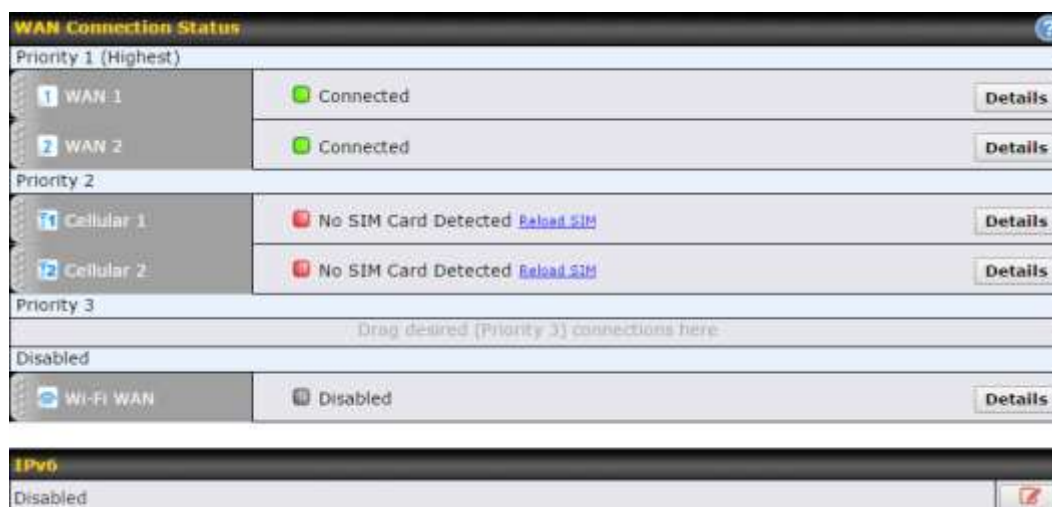 WAN Connection Status
?
Priority 1 (Highest)
1 WAN 1 Connected Details
2 WAN 2 Connected Details
Priority 2
1 Cellular 1 No SIM Card Detected Reload SIM Details
2 Cellular 2 No SIM Card Detected Reload SIM Details
Priority 3
Drag desired (Priority 3) connections here
Disabled
Wi-Fi WAN Disabled Details
IPv6
Disabled